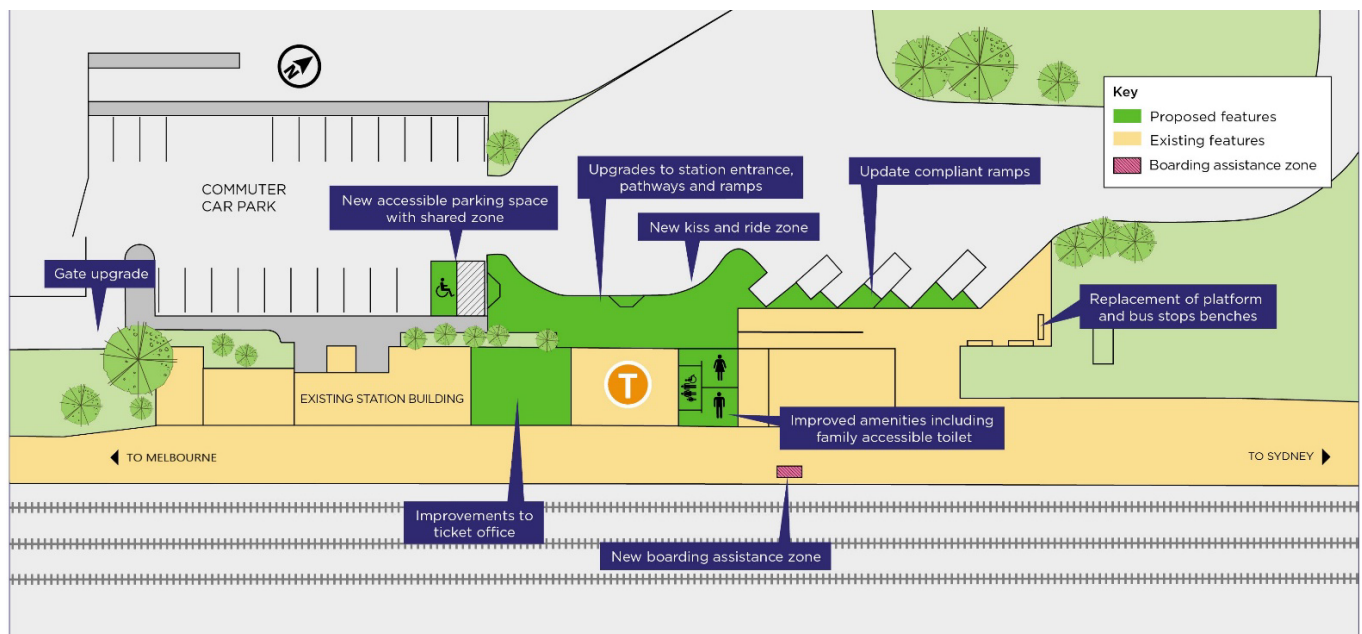 N
Key
Proposed features
Existing features
Boarding assistance zone
COMMUTER
CAR PARK
New accessible parking space
with shared zone
Upgrades to station entrance,
pathways and ramps
Update compliant ramps
New kiss and ride zone
Gate upgrade
Replacement of platform
and bus stops benches
EXISTING STATION BUILDING
T
Improved amenities including
family accessible toilet
TO MELBOURNE
TO SYDNEY
Improvements to
ticket office
New boarding assistance zone